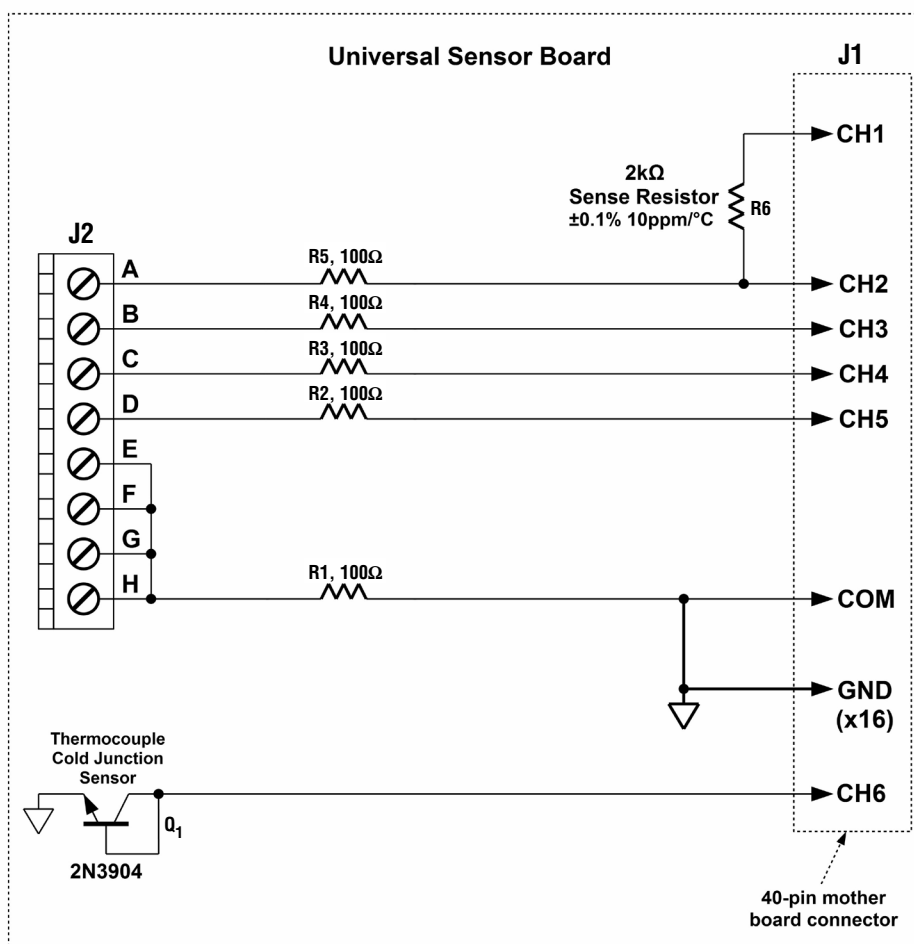 Universal Sensor Board
J1
CH1
2kΩ
Sense Resistor
±0.1% 10ppm/°C
R6
J2
A
R5, 100Ω
CH2
B
R4, 100Ω
CH3
C
R3, 100Ω
CH4
D
R2, 100Ω
CH5
E
F
G
H
R1, 100Ω
COM
GND
(x16)
Thermocouple
Cold Junction
Sensor
CH6
Q1
2N3904
40-pin mother
board connector